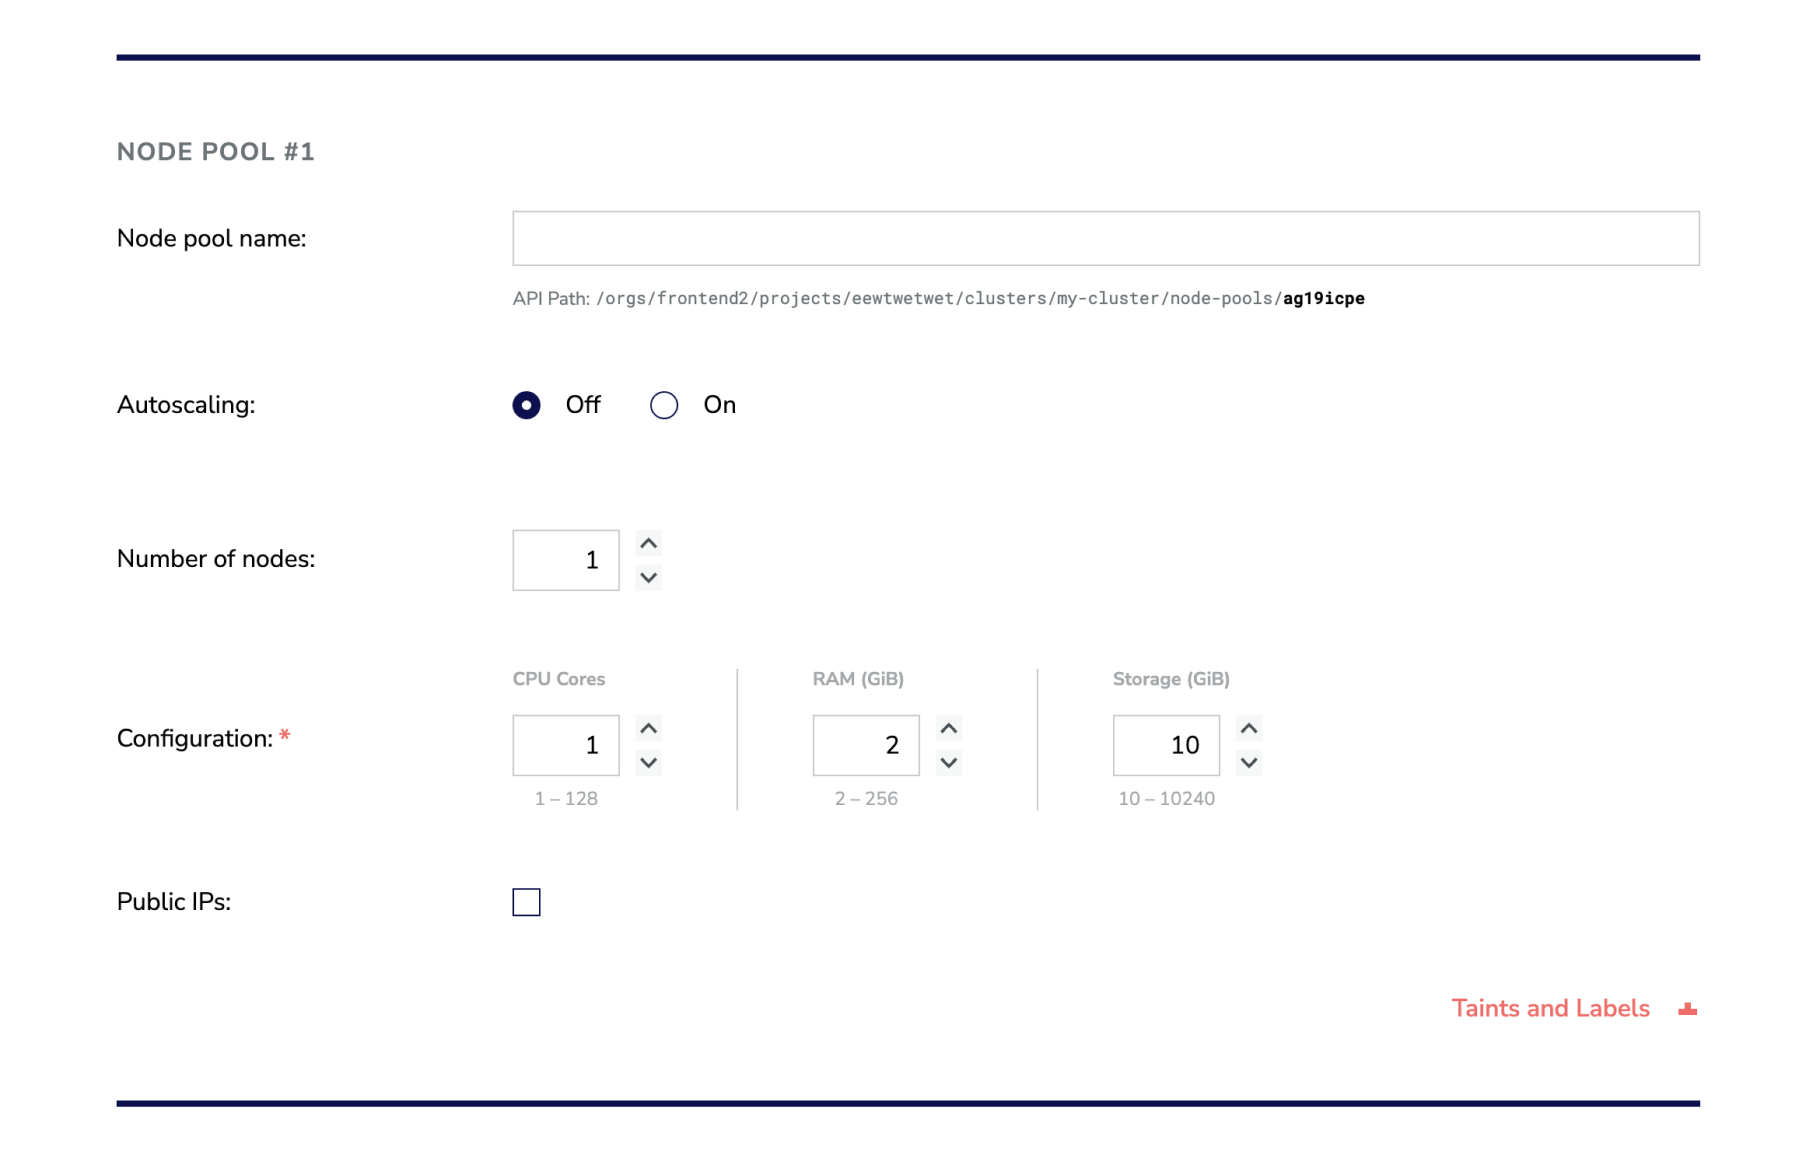 NODE POOL #1
Node pool name:
API Path: /orgs/frontend2/projects/eewtwetwet/clusters/my-cluster/node-pools/ag19icpe
Autoscaling: Off On
Number of nodes: 1
CPU Cores RAM (GiB) Storage (GiB)
Configuration: * 1 2 10
1 – 128 2 – 256 10 – 10240
Public IPs:
Taints and Labels